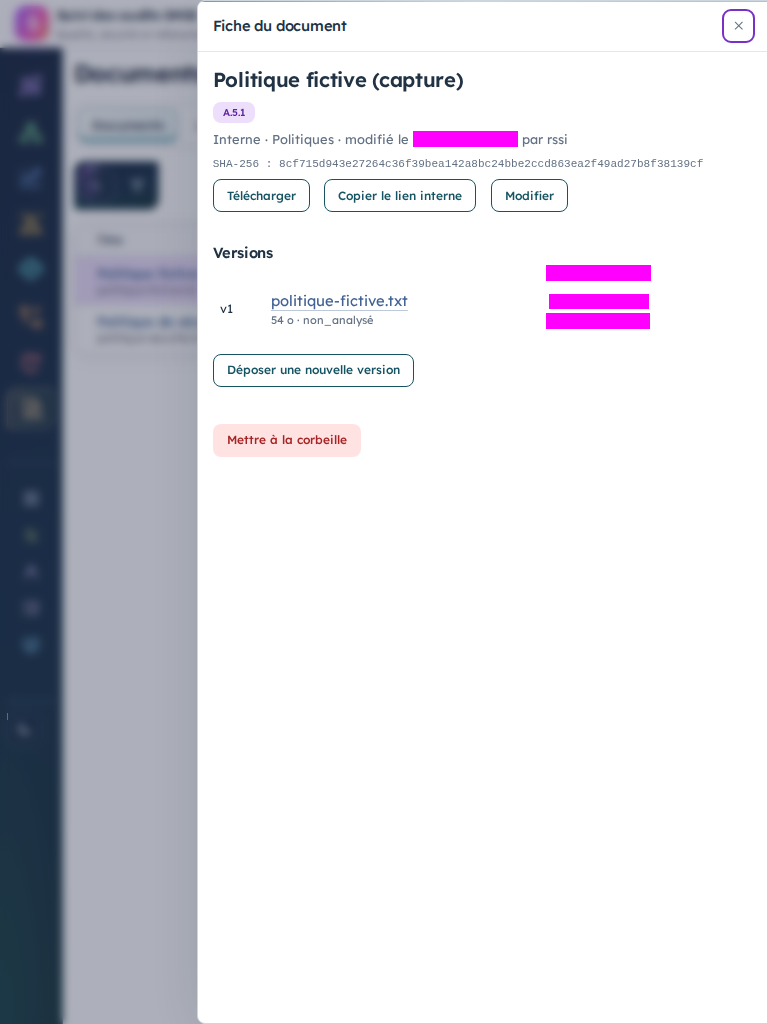 Fiche du document
Politique fictive (capture)
A.5.1
Interne · Politiques · modifié le par rssi
SHA-256 : 8cf715d943e27264c36f39bea142a8bc24bbe2ccd863ea2f49ad27b8f38139cf
Télécharger
Copier le lien interne
Modifier
Versions
v1
politique-fictive.txt
54 o · non_analysé
Déposer une nouvelle version
Mettre à la corbeille
Documents